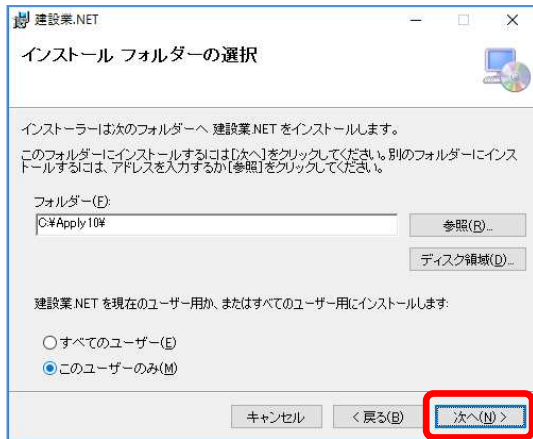 建設業.NET
インストール フォルダーの選択
インストーラーは次のフォルダーへ 建設業.NET をインストールします。
このフォルダーにインストールするには[次へ]をクリックしてください。別のフォルダーにインス
トールするには、アドレスを入力するか[参照]をクリックしてください。
フォルダー(F):
C:¥Apply10¥
参照(R)...
ディスク領域(D)...
建設業.NET を現在のユーザー用か、またはすべてのユーザー用にインストールします:
すべてのユーザー(E)
このユーザーのみ(M)
キャンセル
< 戻る(B)
次へ(N) >